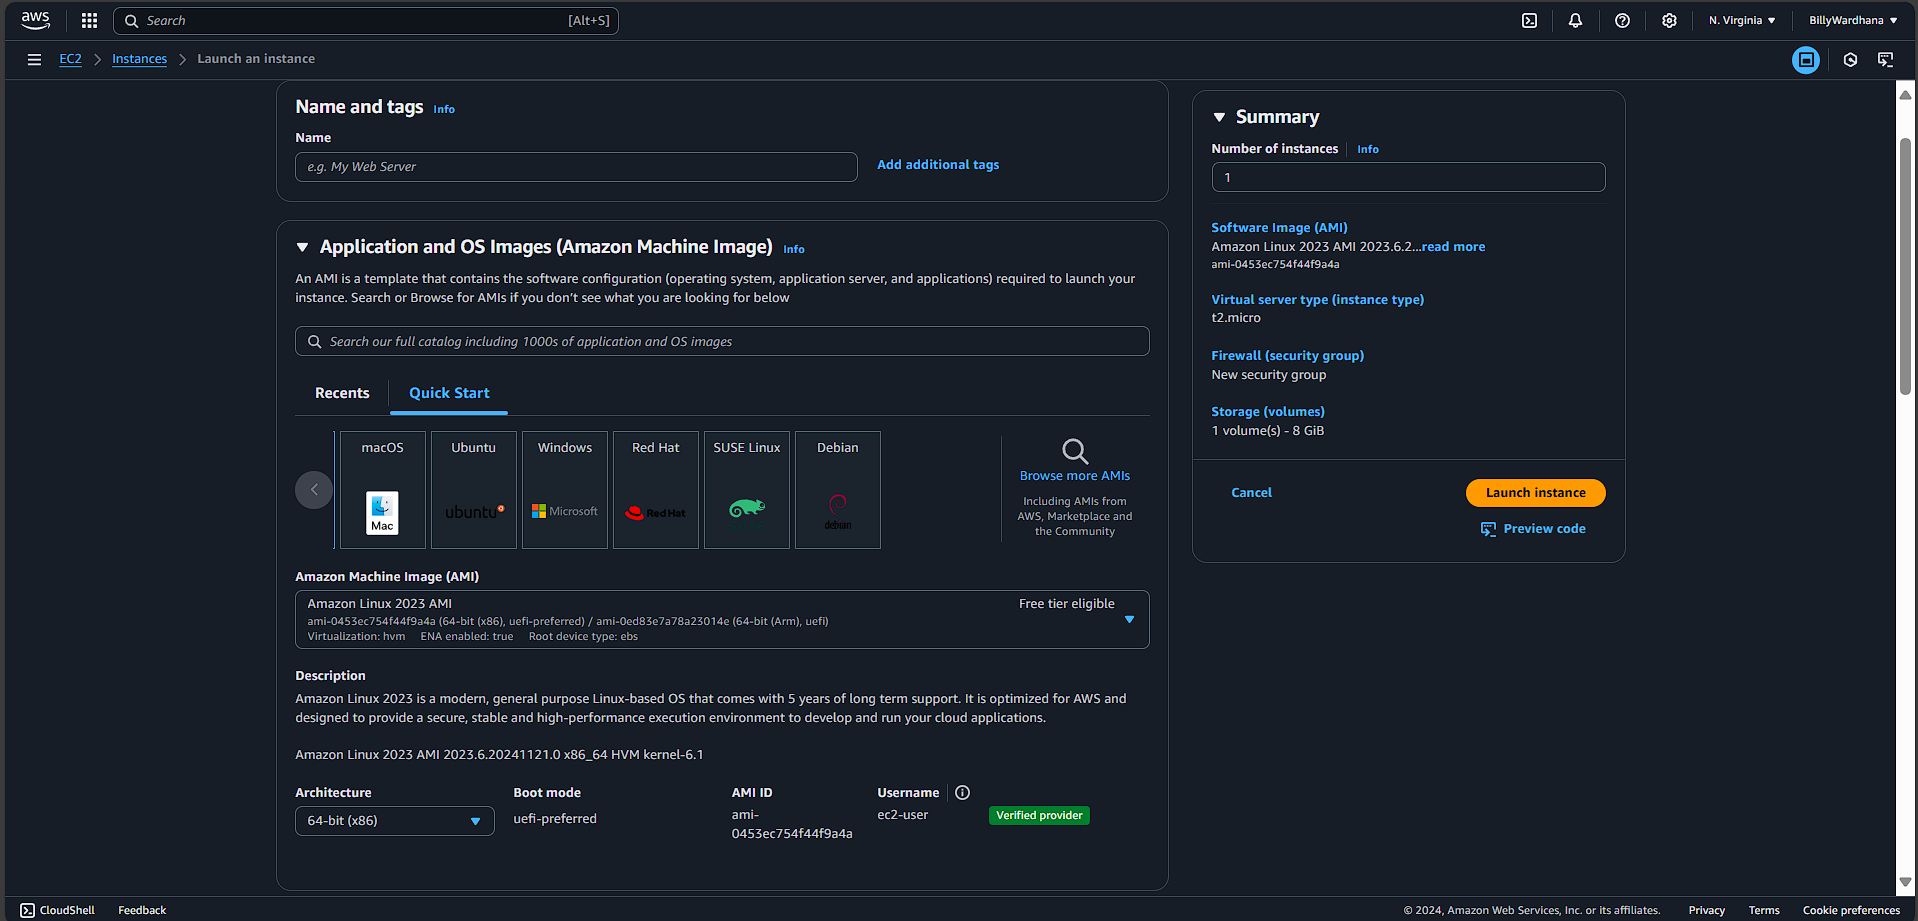 aws
Search [Alt+S]
N. Virginia
BillyWardhana
EC2
Instances
Launch an instance
Name and tags Info
Name
e.g. My Web Server
Add additional tags
Application and OS Images (Amazon Machine Image) Info
An AMI is a template that contains the software configuration (operating system, application server, and applications) required to launch your
instance. Search or Browse for AMIs if you don’t see what you are looking for below
Search our full catalog including 1000s of application and OS images
Recents
Quick Start
macOS
Mac
Ubuntu
ubuntu
Windows
Microsoft
Red Hat
Red Hat
SUSE Linux
Debian
debian
Browse more AMIs
Including AMIs from
AWS, Marketplace and
the Community
Amazon Machine Image (AMI)
Amazon Linux 2023 AMI
Free tier eligible
ami-0453ec754f44f9a4a (64-bit (x86), uefi-preferred) / ami-0ed83e7a78a23014e (64-bit (Arm), uefi)
Virtualization: hvm ENA enabled: true Root device type: ebs
Description
Amazon Linux 2023 is a modern, general purpose Linux-based OS that comes with 5 years of long term support. It is optimized for AWS and
designed to provide a secure, stable and high-performance execution environment to develop and run your cloud applications.
Amazon Linux 2023 AMI 2023.6.20241121.0 x86_64 HVM kernel-6.1
Architecture
64-bit (x86)
Boot mode
uefi-preferred
AMI ID
ami-
0453ec754f44f9a4a
Username
ec2-user
Verified provider
Summary
Number of instances Info
1
Software Image (AMI)
Amazon Linux 2023 AMI 2023.6.2...read more
ami-0453ec754f44f9a4a
Virtual server type (instance type)
t2.micro
Firewall (security group)
New security group
Storage (volumes)
1 volume(s) - 8 GiB
Cancel
Launch instance
Preview code
CloudShell
Feedback
© 2024, Amazon Web Services, Inc. or its affiliates.
Privacy
Terms
Cookie preferences